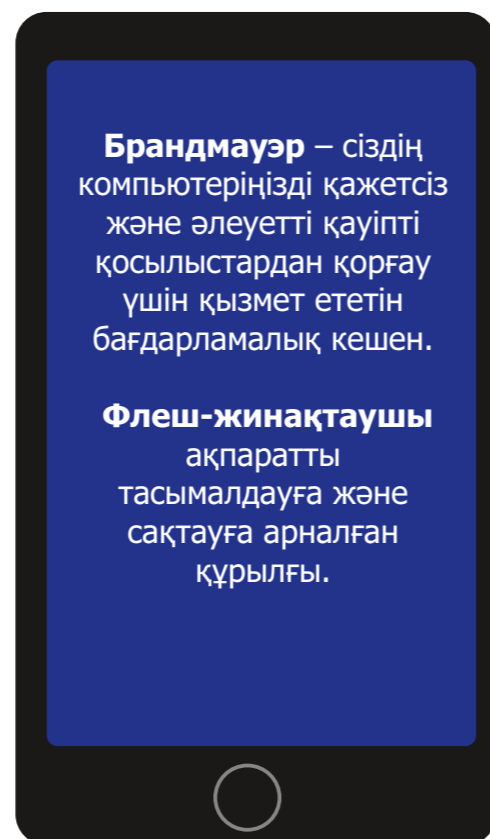 Брандмауэр – сіздің
компьютеріңізді қажетсіз
және әлеуетті қауіпті
қосылыстардан қорғау
үшін қызмет ететін
бағдарламалық кешен.
Флеш-жинақтаушы
ақпаратты
тасымалдауға және
сақтауға арналған
құрылғы.